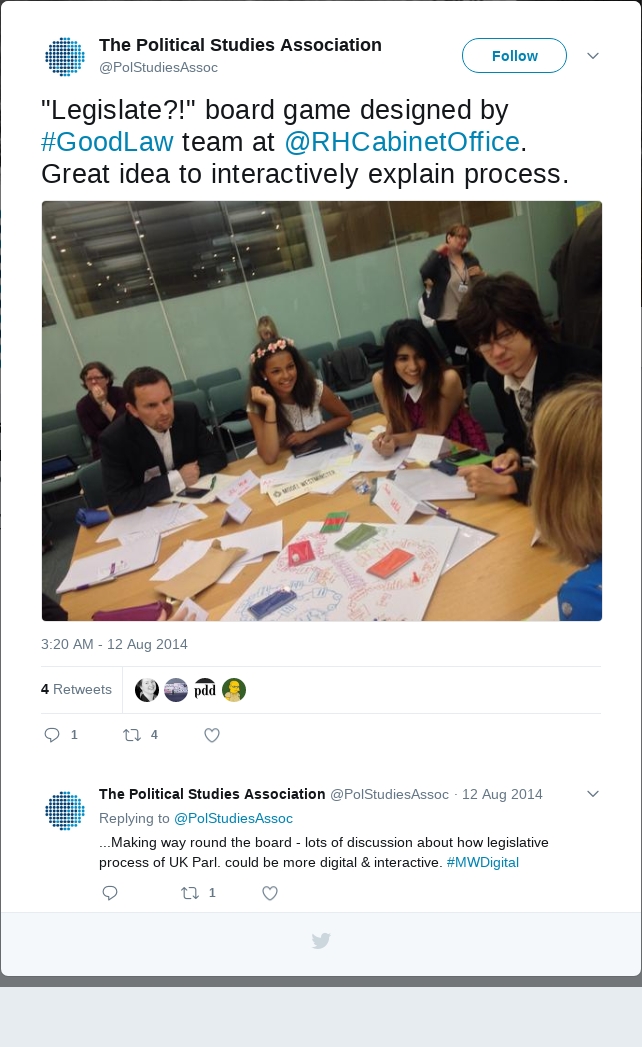 The Political Studies Association
@PolStudiesAssoc
Follow
"Legislate?!" board game designed by
#GoodLaw team at @RHCabinetOffice.
Great idea to interactively explain process.
MODEL WESTMINSTER
3:20 AM - 12 Aug 2014
4 Retweets
pdd
1
4
The Political Studies Association @PolStudiesAssoc · 12 Aug 2014
Replying to @PolStudiesAssoc
...Making way round the board - lots of discussion about how legislative
process of UK Parl. could be more digital & interactive. #MWDigital
1